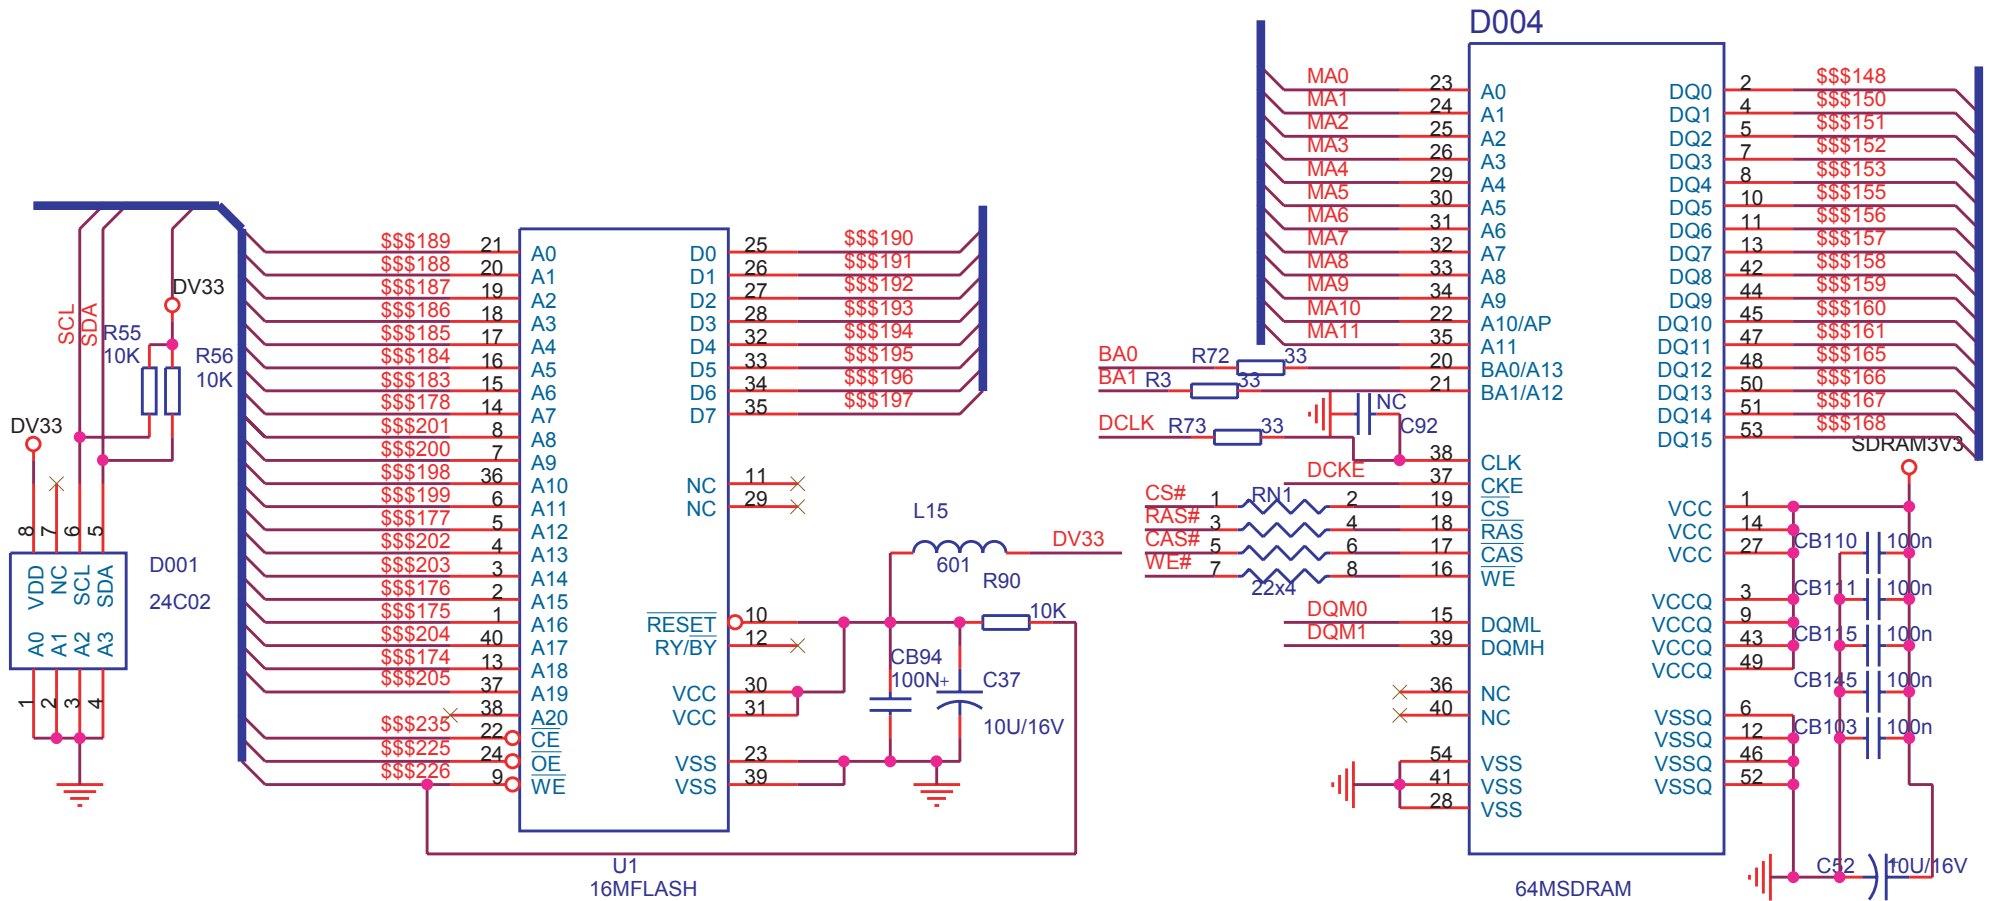 D004
MA0 23 A0 DQ0 2 $$$148
MA1 24 A1 DQ1 4 $$$150
MA2 25 A2 DQ2 5 $$$151
MA3 26 A3 DQ3 7 $$$152
MA4 29 A4 DQ4 8 $$$153
MA5 30 A5 DQ5 10 $$$155
MA6 31 A6 DQ6 11 $$$156
MA7 32 A7 DQ7 13 $$$157
MA8 33 A8 DQ8 42 $$$158
MA9 34 A9 DQ9 44 $$$159
MA10 22 A10/AP DQ10 45 $$$160
MA11 35 A11 DQ11 47 $$$161
BA0 R72 33 20 BA0/A13 DQ12 48 $$$165
BA1 R3 33 21 BA1/A12 DQ13 50 $$$166
NC C92 DQ14 51 $$$167
DCLK R73 33 DQ15 53 $$$168
38 CLK
DCKE 37 CKE
SDRAM3V3
CS# 1 RN1 2 19 CS VCC 1
RAS# 3 4 18 RAS VCC 14
CAS# 5 6 17 CAS VCC 27
WE# 7 8 16 WE
22x4
CB110 100n
VCCQ 3 CB111 100n
DQM0 15 DQML VCCQ 9
DQM1 39 DQMH VCCQ 43 CB115 100n
VCCQ 49
36 NC CB145 100n
40 NC VSSQ 6
VSSQ 12 CB103 100n
54 VSS VSSQ 46
41 VSS VSSQ 52
28 VSS
C52 10U/16V
64MSDRAM
$$$189 21 A0 D0 25 $$$190
$$$188 20 A1 D1 26 $$$191
$$$187 19 A2 D2 27 $$$192
$$$186 18 A3 D3 28 $$$193
$$$185 17 A4 D4 32 $$$194
$$$184 16 A5 D5 33 $$$195
$$$183 15 A6 D6 34 $$$196
$$$178 14 A7 D7 35 $$$197
$$$201 8 A8
$$$200 7 A9
$$$198 36 A10 NC 11
$$$199 6 A11 NC 29
$$$177 5 A12
$$$202 4 A13
$$$203 3 A14
$$$176 2 A15
$$$175 1 A16 RESET 10
$$$204 40 A17 RY/BY 12
$$$174 13 A18
$$$205 37 A19 VCC 30
38 A20 VCC 31
$$$235 22 CE
$$$225 24 OE VSS 23
$$$226 9 WE VSS 39
L15
601
DV33
R90
10K
CB94
100N
+
C37
10U/16V
U1
16MFLASH
SCL
SDA
DV33
R55
10K
R56
10K
DV33
8 7 6 5
VDD NC SCL SDA
A0 A1 A2 A3
1 2 3 4
D001
24C02